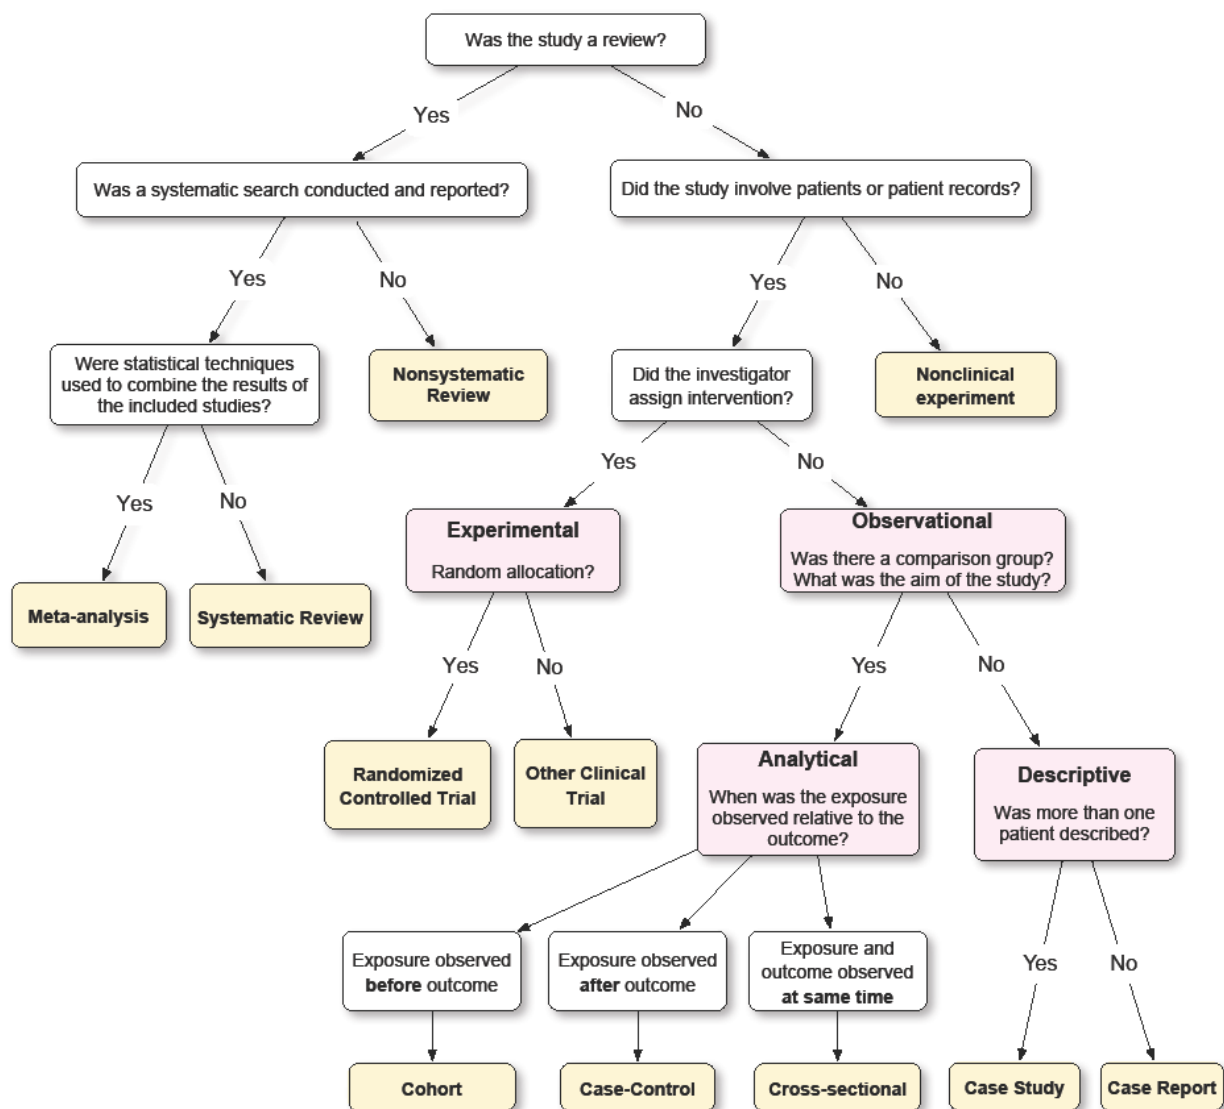 Was the study a review?
Yes
No
Was a systematic search conducted and reported?
Did the study involve patients or patient records?
Yes
No
Yes
No
Were statistical techniques
used to combine the results of
the included studies?
Nonsystematic
Review
Did the investigator
assign intervention?
Nonclinical
experiment
Yes
No
Yes
No
Experimental
Random allocation?
Observational
Was there a comparison group?
What was the aim of the study?
Meta-analysis
Systematic Review
Yes
No
Yes
No
Randomized
Controlled Trial
Other Clinical
Trial
Analytical
When was the exposure
observed relative to the
outcome?
Descriptive
Was more than one
patient described?
Exposure observed
before outcome
Exposure observed
after outcome
Exposure and
outcome observed
at same time
Yes
No
Cohort
Case-Control
Cross-sectional
Case Study
Case Report